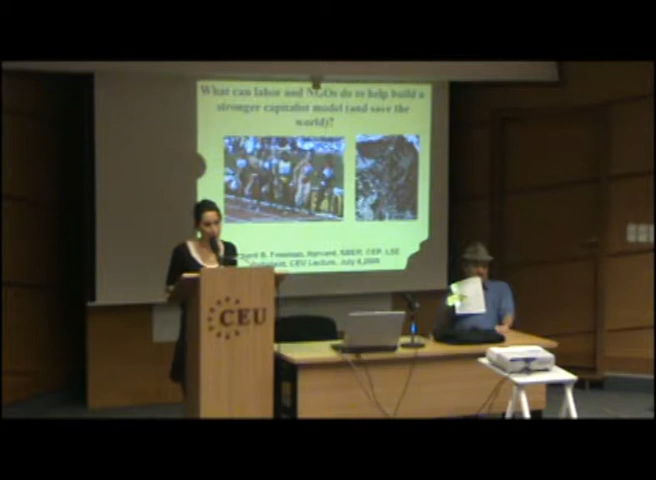 What can labor and NGOs do to help build a
stronger capitalist model (and save the
world)?
B. Freeman, Harvard, NBER, CEP, LSE
CEU Lecture, July 4, 2008
CEU